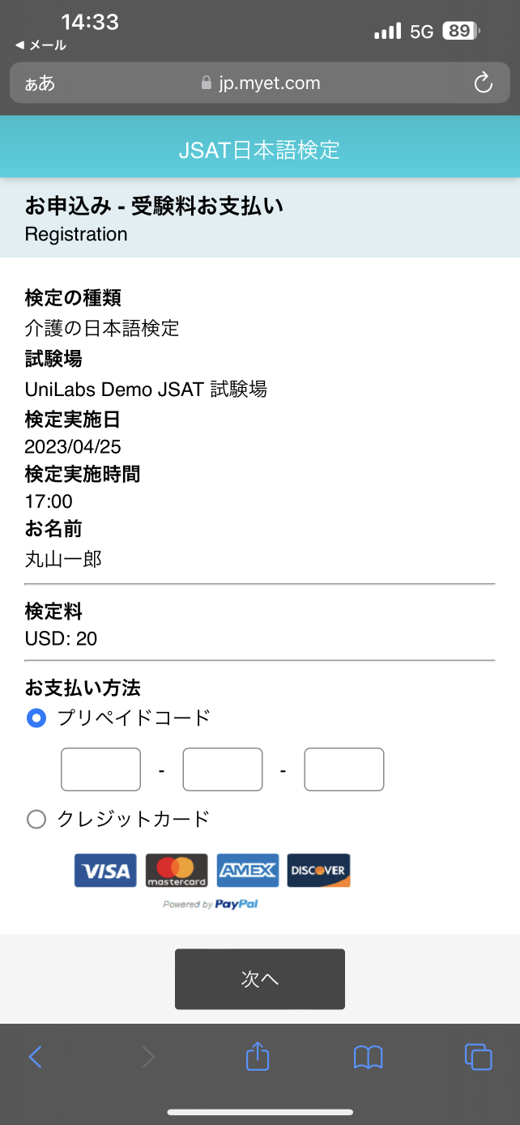 14:33
5G 89
◀ メール
ぁあ jp.myet.com
JSAT日本語検定
お申込み - 受験料お支払い
Registration
検定の種類
介護の日本語検定
試験場
UniLabs Demo JSAT 試験場
検定実施日
2023/04/25
検定実施時間
17:00
お名前
丸山一郎
検定料
USD: 20
お支払い方法
プリペイドコード
- -
クレジットカード
VISA mastercard AMEX DISCOVER
Powered by PayPal
次へ